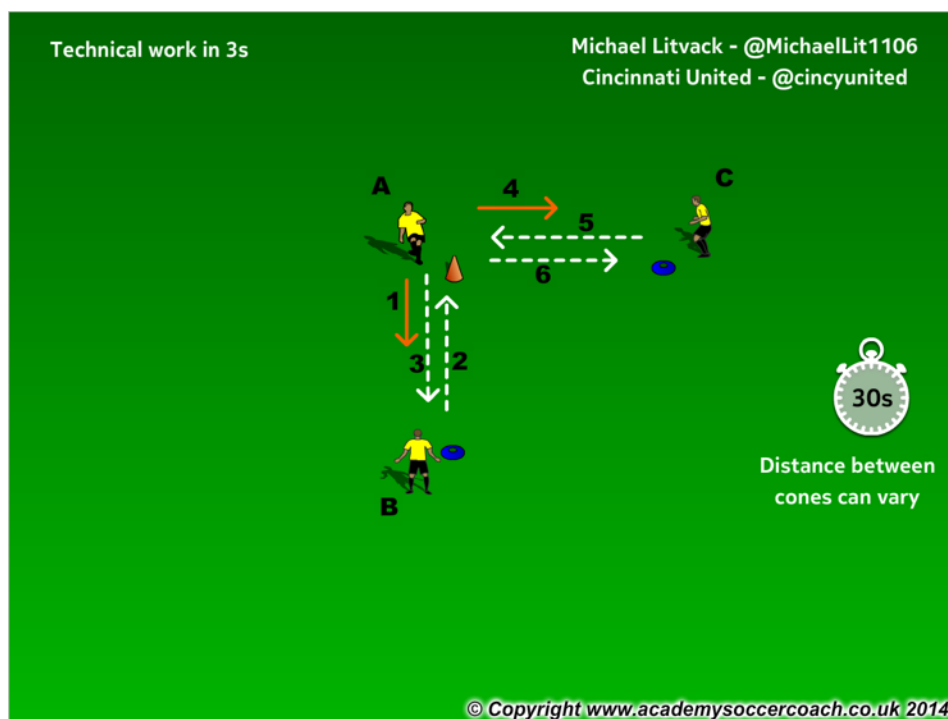 Technical work in 3s
Michael Litvack - @MichaelLit1106
Cincinnati United - @cincyunited
A
C
4
5
6
1
3
2
B
30s
Distance between
cones can vary
© Copyright www.academysoccercoach.co.uk 2014